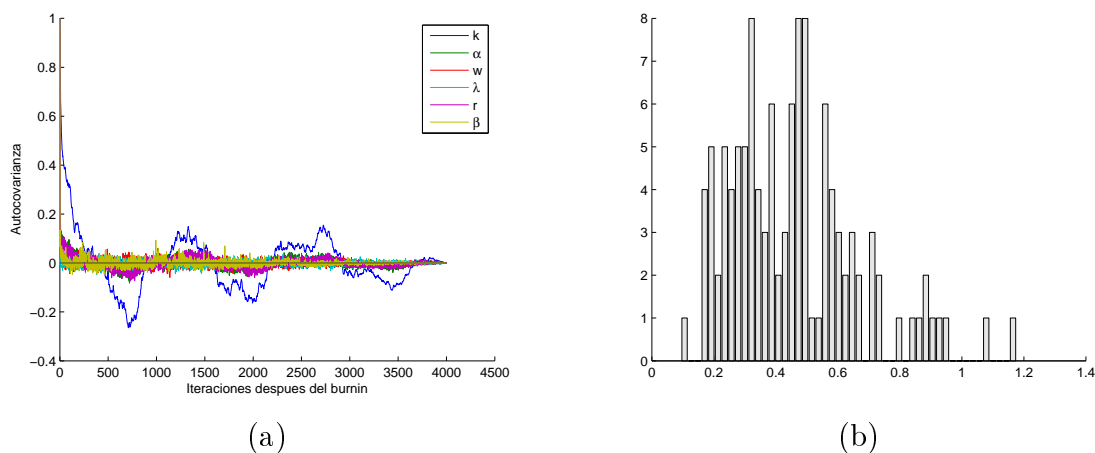 1
0.8
0.6
0.4
0.2
0
−0.2
−0.4
Autocovarianza
0 500 1000 1500 2000 2500 3000 3500 4000 4500
Iteraciones despues del burnin
k
α
w
λ
r
β
(a)
8
7
6
5
4
3
2
1
0
0 0.2 0.4 0.6 0.8 1 1.2 1.4
(b)